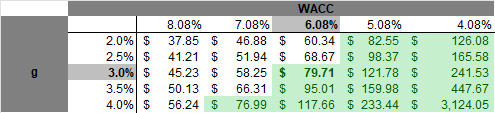 WACC
8.08% 7.08% 6.08% 5.08% 4.08%
2.0% $ 37.85 $ 46.88 $ 60.34 $ 82.55 $ 126.08
2.5% $ 41.21 $ 51.94 $ 68.67 $ 98.37 $ 165.58
g 3.0% $ 45.23 $ 58.25 $ 79.71 $ 121.78 $ 241.53
3.5% $ 50.13 $ 66.31 $ 95.01 $ 159.98 $ 447.67
4.0% $ 56.24 $ 76.99 $ 117.66 $ 233.44 $ 3,124.05